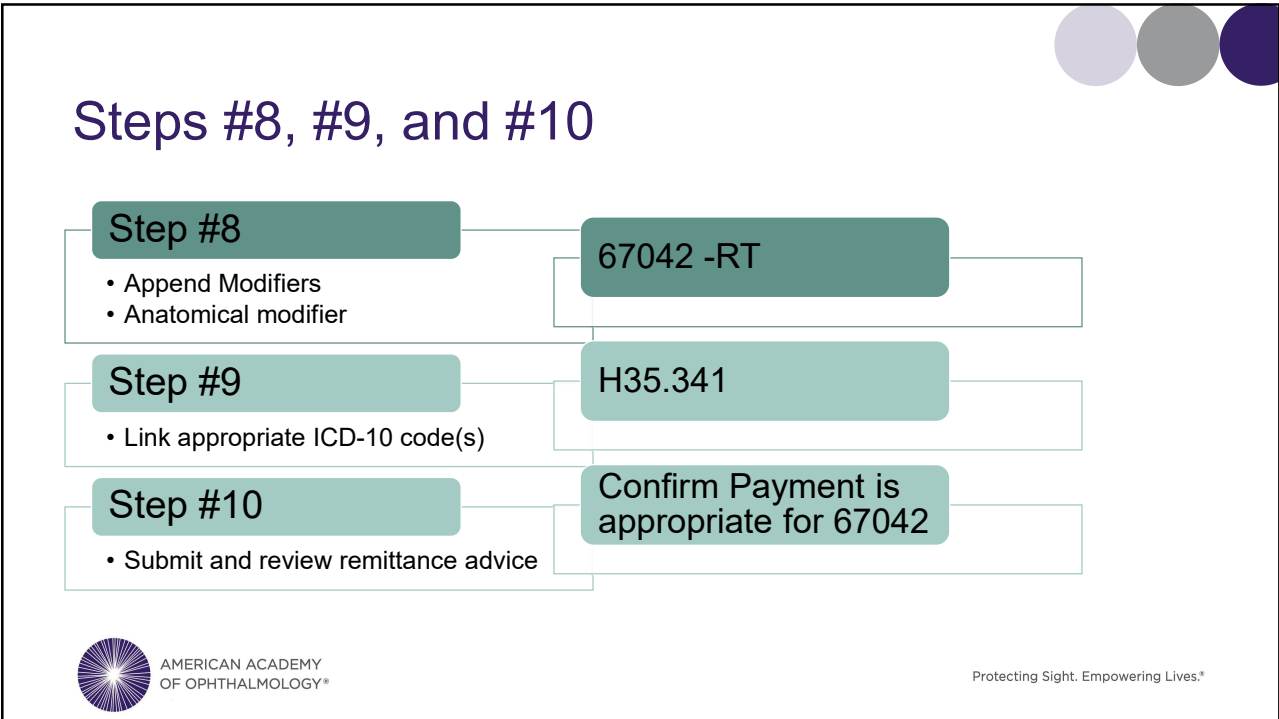 Steps #8, #9, and #10
Step #8
• Append Modifiers
• Anatomical modifier
67042 -RT
Step #9
• Link appropriate ICD-10 code(s)
H35.341
Step #10
• Submit and review remittance advice
Confirm Payment is
appropriate for 67042
AMERICAN ACADEMY
OF OPHTHALMOLOGY®
Protecting Sight. Empowering Lives.®